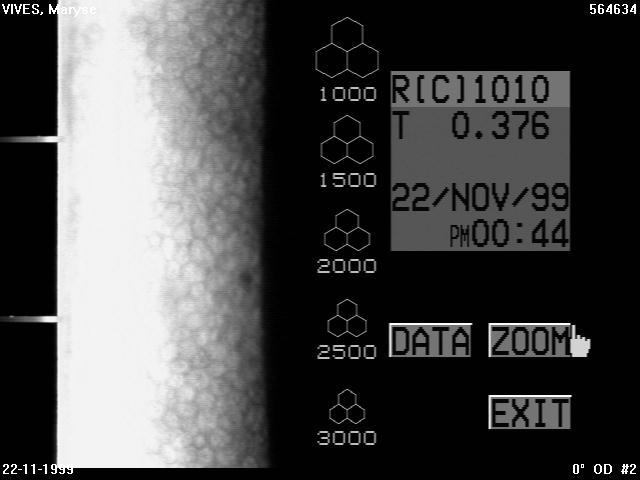 VIVES, Maryse
564634
1000
R[C]1010
T 0.376
1500
22/NOV/99
PM00:44
2000
2500
DATA ZOOM
EXIT
3000
22-11-1999
0° OD #2